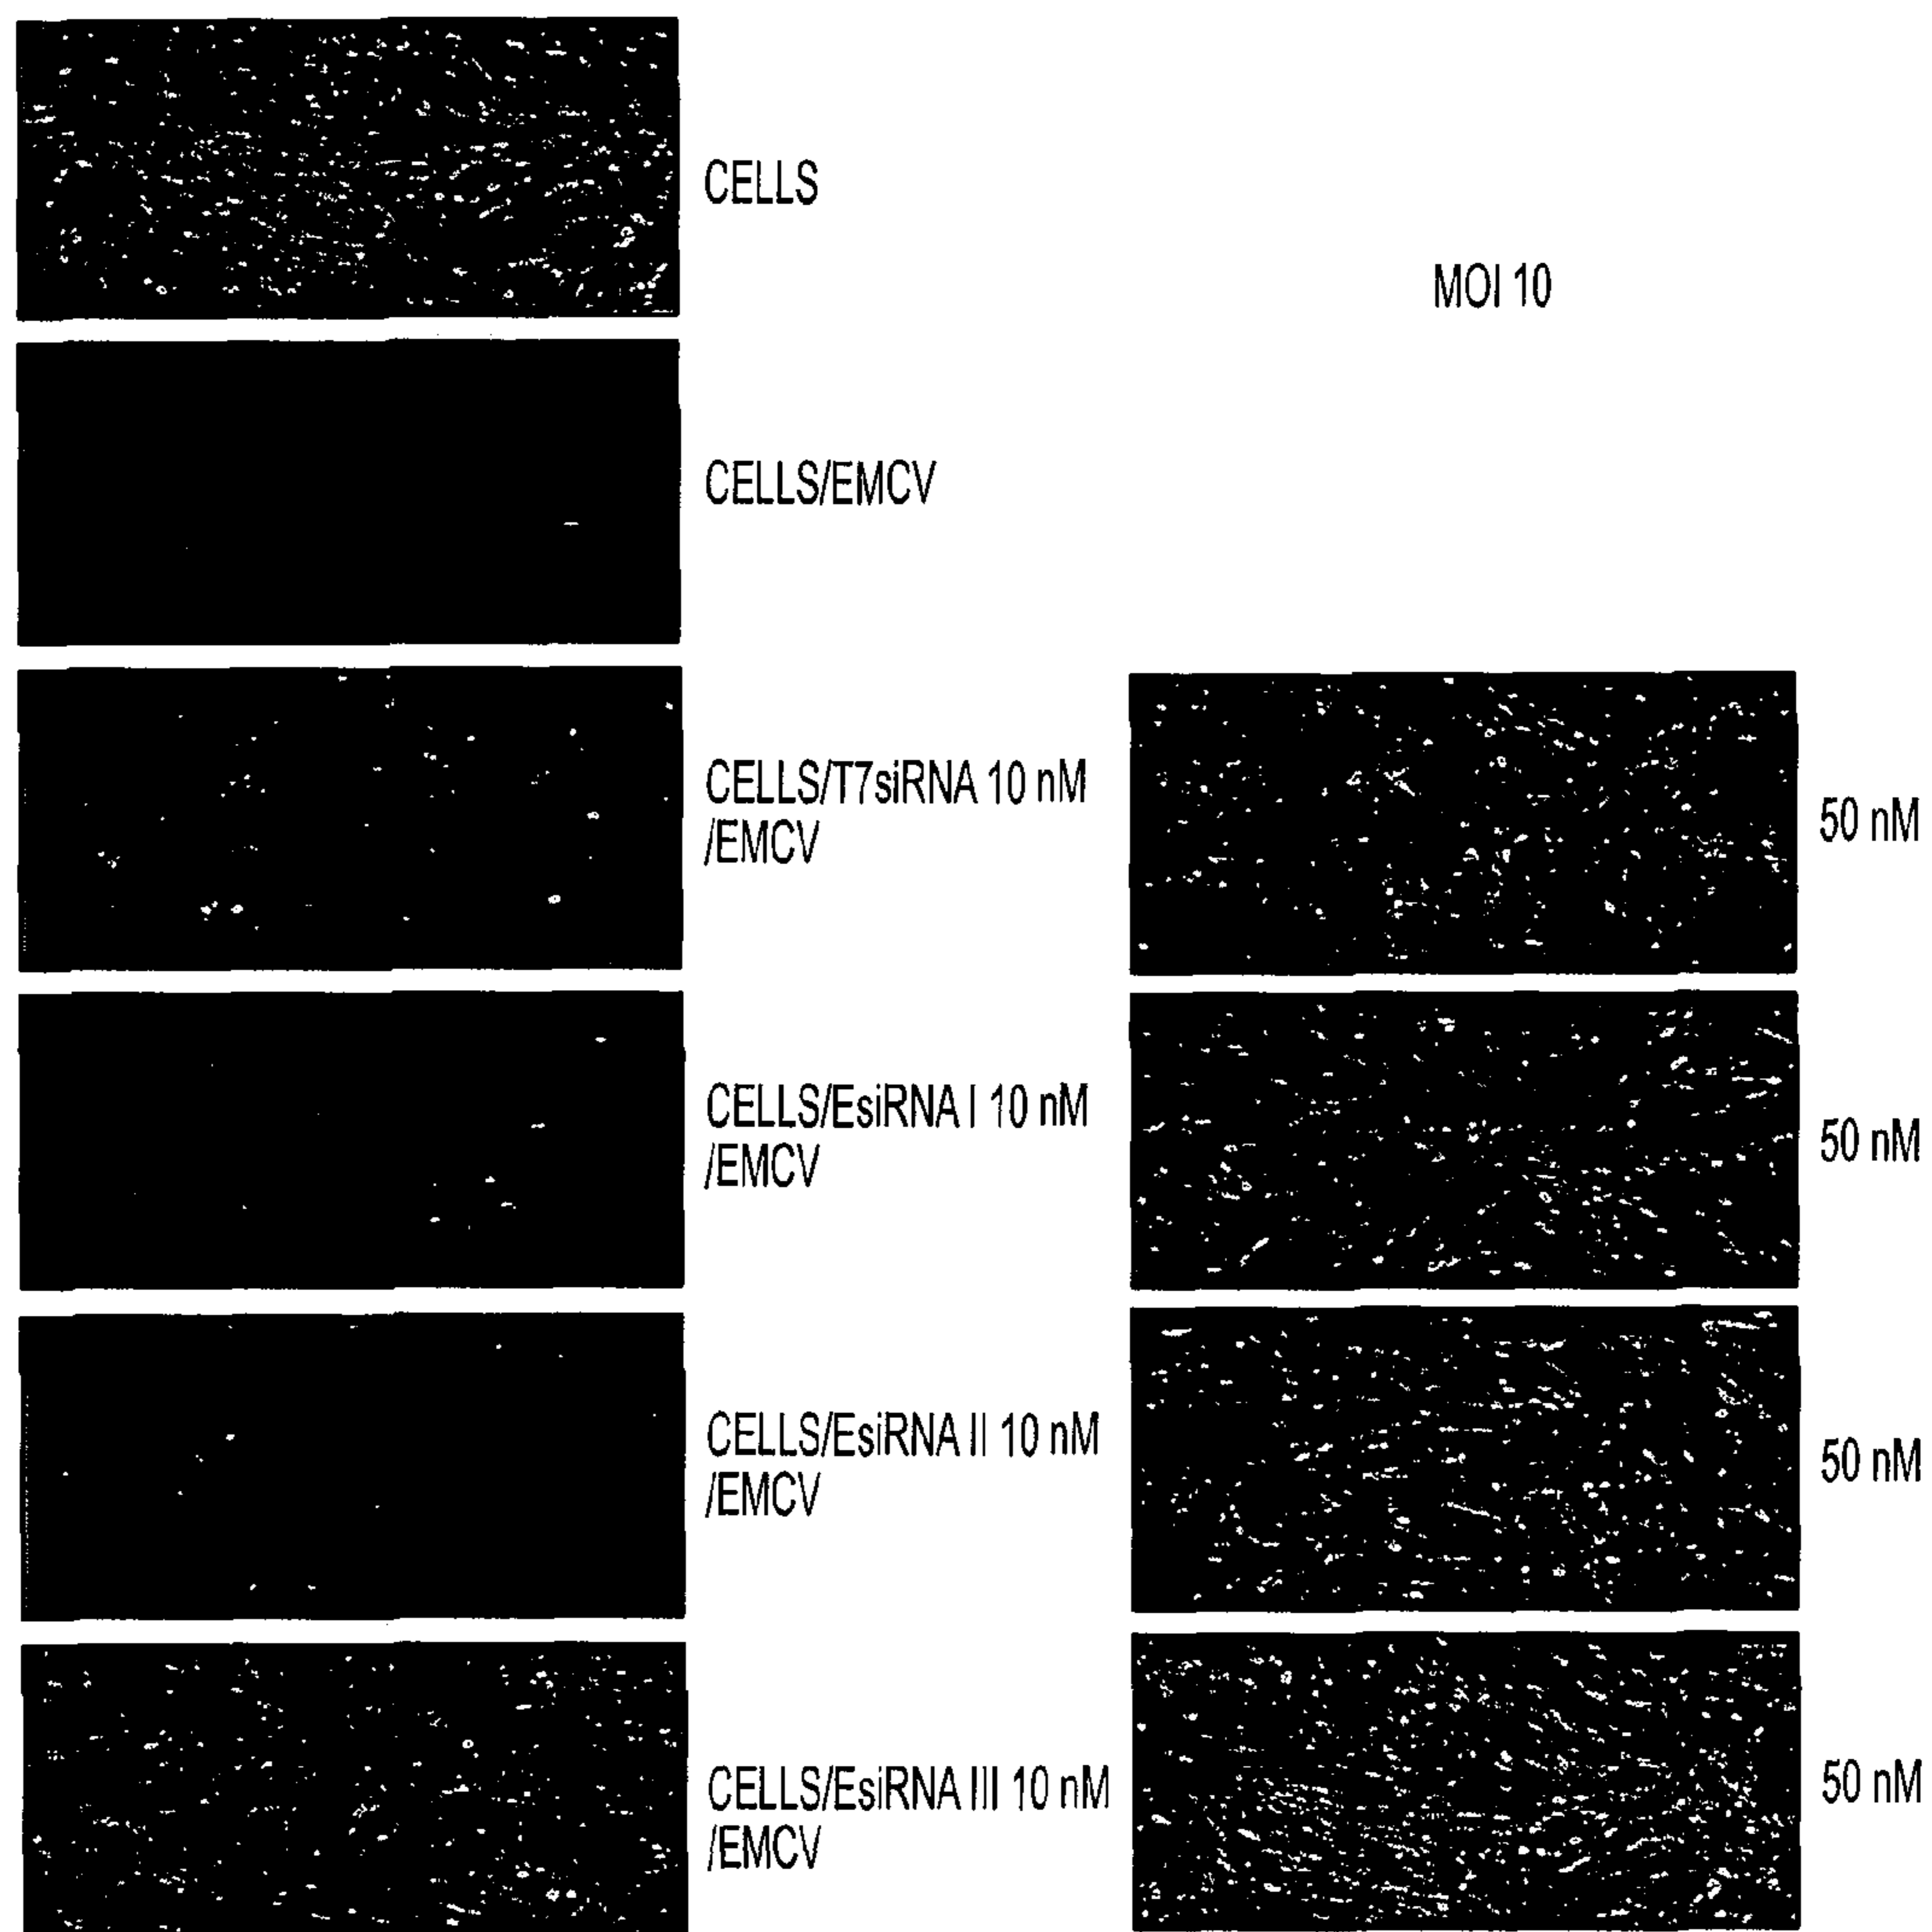 CELLS
MOI 10
CELLS/EMCV
CELLS/T7siRNA 10 nM
/EMCV
50 nM
CELLS/EsiRNA I 10 nM
/EMCV
50 nM
CELLS/EsiRNA II 10 nM
/EMCV
50 nM
CELLS/EsiRNA III 10 nM
/EMCV
50 nM